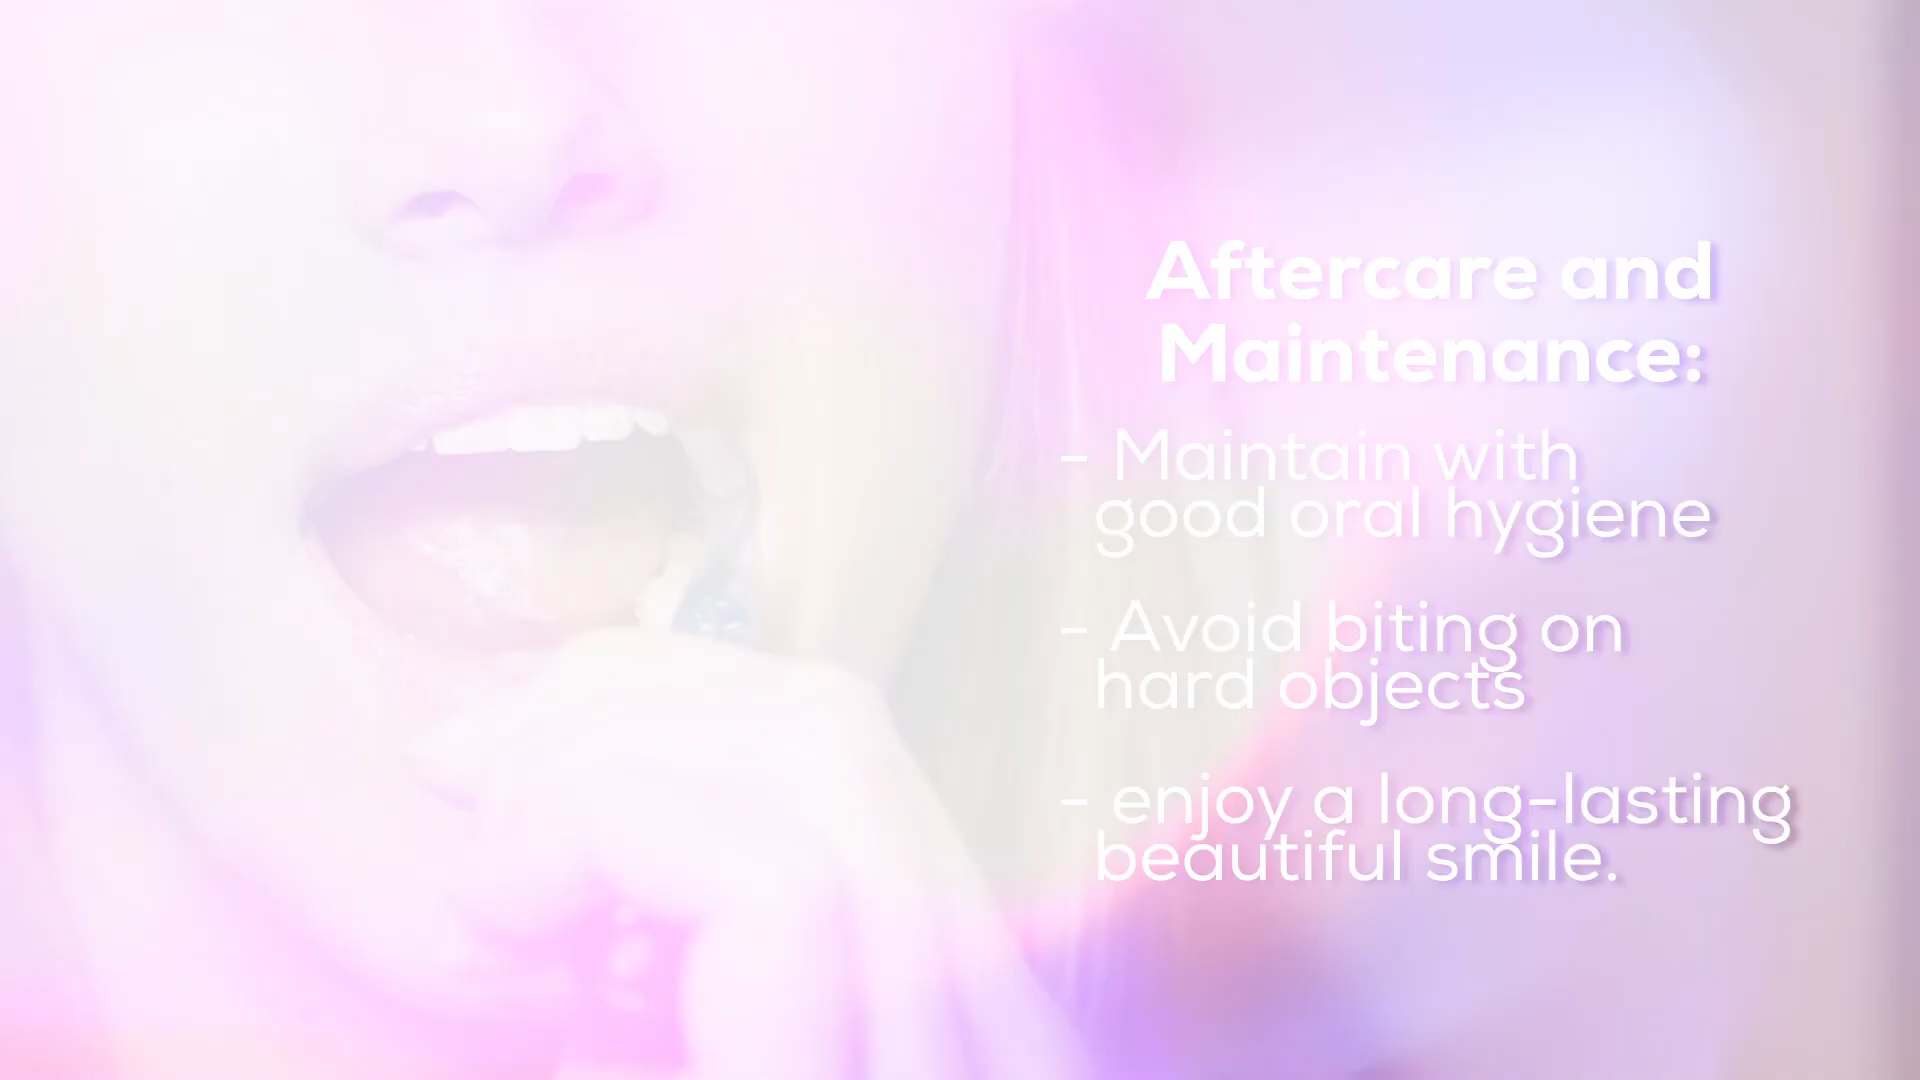 Aftercare and
Maintenance:
- Maintain with
good oral hygiene
- Avoid biting on
hard objects
- enjoy a long-lasting
beautiful smile.